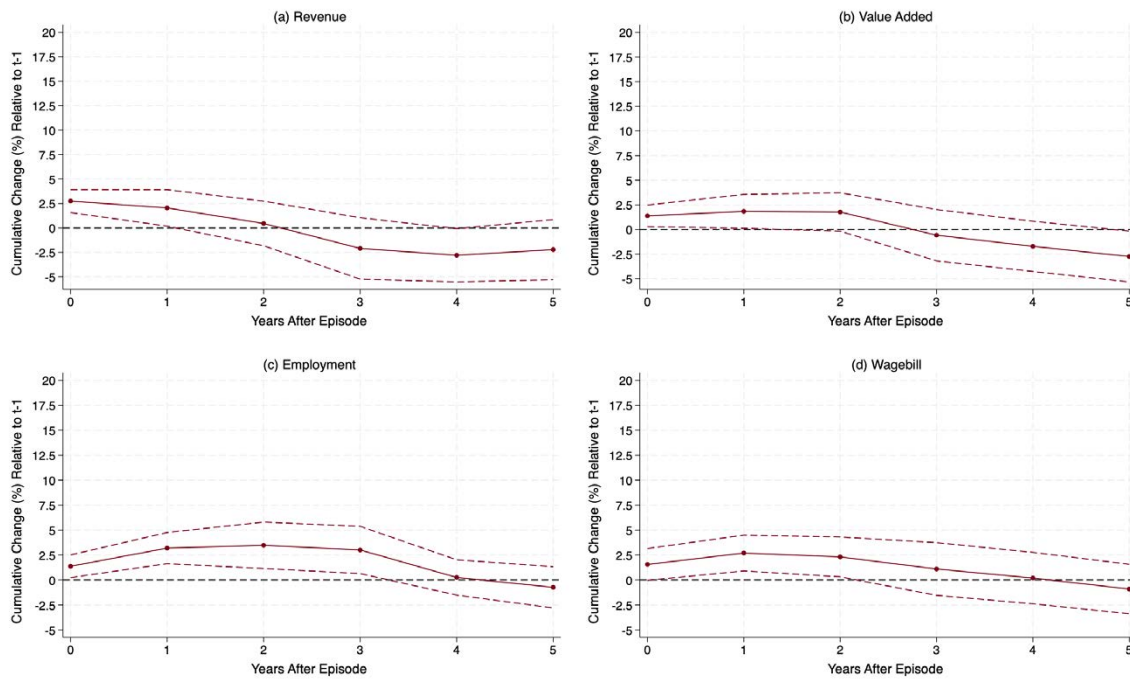 (a) Revenue
Cumulative Change (%) Relative to t-1
20
17.5
15
12.5
10
7.5
5
2.5
0
-2.5
-5
0 1 2 3 4 5
Years After Episode
(b) Value Added
Cumulative Change (%) Relative to t-1
20
17.5
15
12.5
10
7.5
5
2.5
0
-2.5
-5
0 1 2 3 4 5
Years After Episode
(c) Employment
Cumulative Change (%) Relative to t-1
20
17.5
15
12.5
10
7.5
5
2.5
0
-2.5
-5
0 1 2 3 4 5
Years After Episode
(d) Wagebill
Cumulative Change (%) Relative to t-1
20
17.5
15
12.5
10
7.5
5
2.5
0
-2.5
-5
0 1 2 3 4 5
Years After Episode